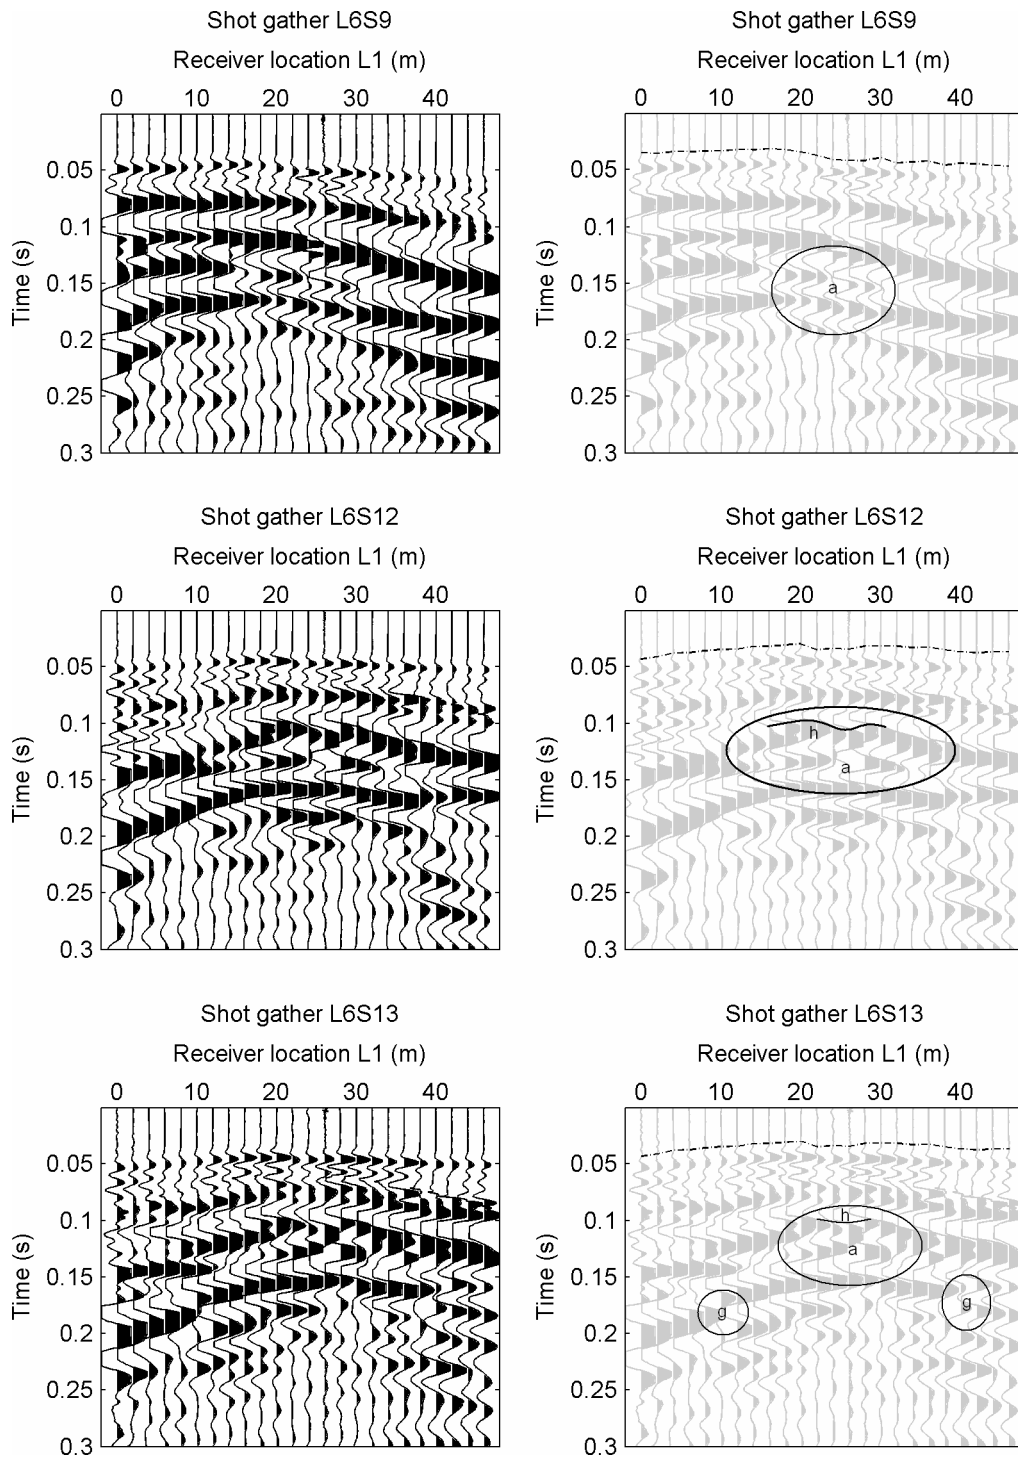 Shot gather L6S9
Receiver location L1 (m)
0 10 20 30 40
0.05
0.1
0.15
0.2
0.25
0.3
Time (s)
Shot gather L6S9
Receiver location L1 (m)
0 10 20 30 40
0.05
0.1
0.15
0.2
0.25
0.3
Time (s)
a
Shot gather L6S12
Receiver location L1 (m)
0 10 20 30 40
0.05
0.1
0.15
0.2
0.25
0.3
Time (s)
Shot gather L6S12
Receiver location L1 (m)
0 10 20 30 40
0.05
0.1
0.15
0.2
0.25
0.3
Time (s)
h
a
Shot gather L6S13
Receiver location L1 (m)
0 10 20 30 40
0.05
0.1
0.15
0.2
0.25
0.3
Time (s)
Shot gather L6S13
Receiver location L1 (m)
0 10 20 30 40
0.05
0.1
0.15
0.2
0.25
0.3
Time (s)
h
a
g
g